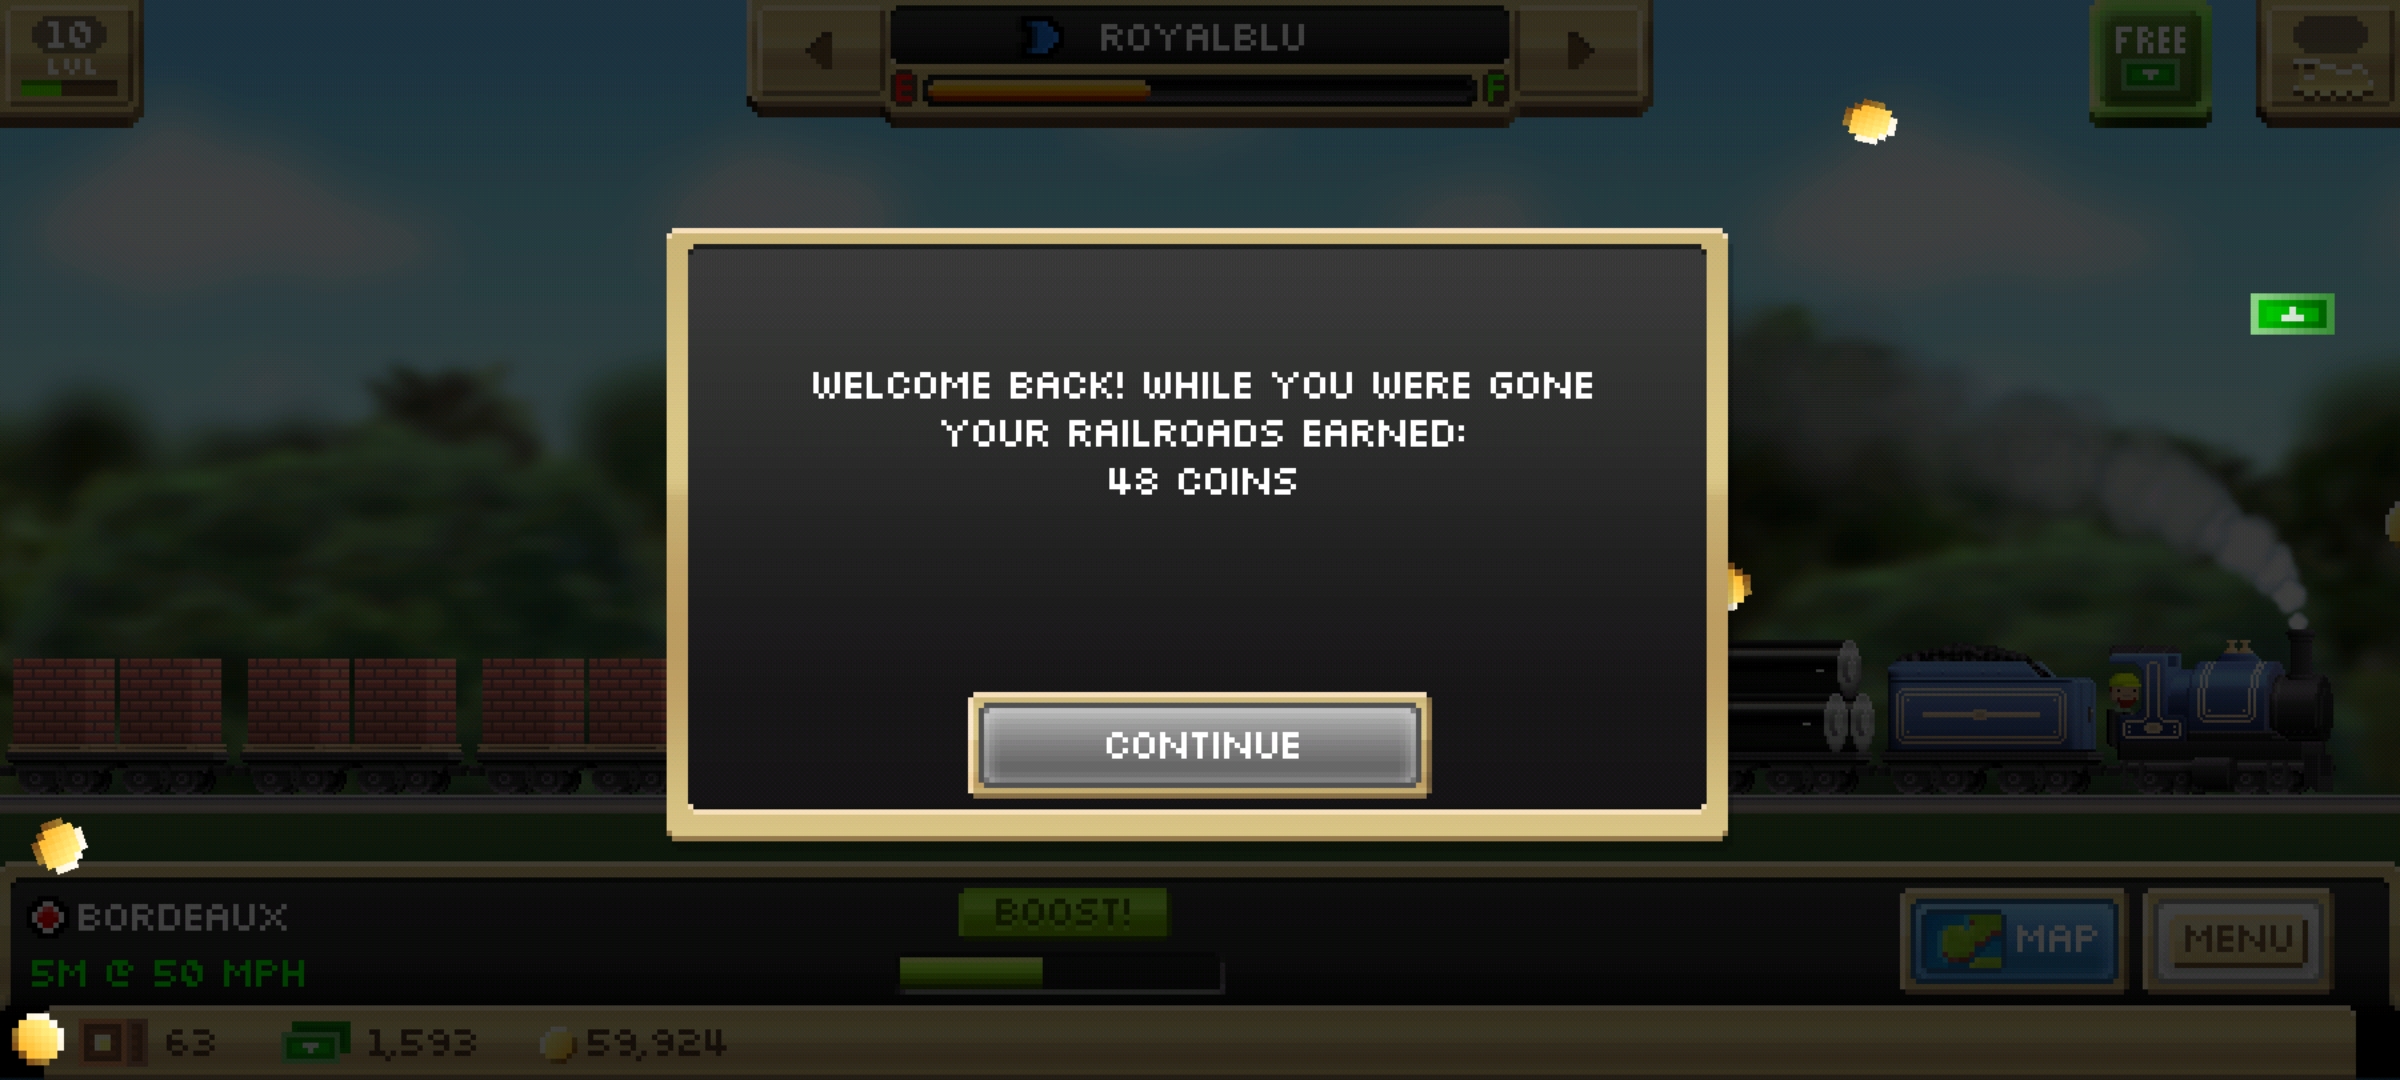 10
LVL
ROYALBLU
E F
FREE
WELCOME BACK! WHILE YOU WERE GONE
YOUR RAILROADS EARNED:
48 COINS
CONTINUE
BORDEAUX
5M @ 50 MPH
BOOST!
MAP
MENU
63 1,593 59,924